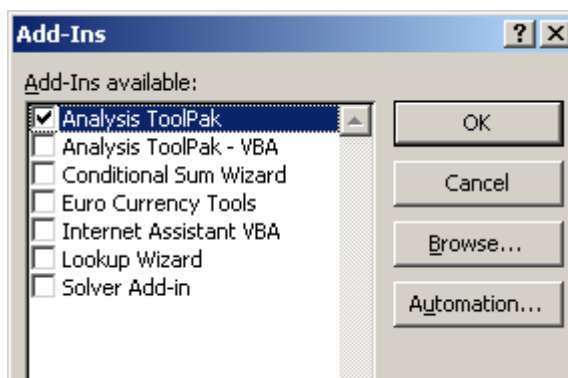 Add-Ins
Add-Ins available:
Analysis ToolPak
Analysis ToolPak - VBA
Conditional Sum Wizard
Euro Currency Tools
Internet Assistant VBA
Lookup Wizard
Solver Add-in
OK
Cancel
Browse...
Automation...